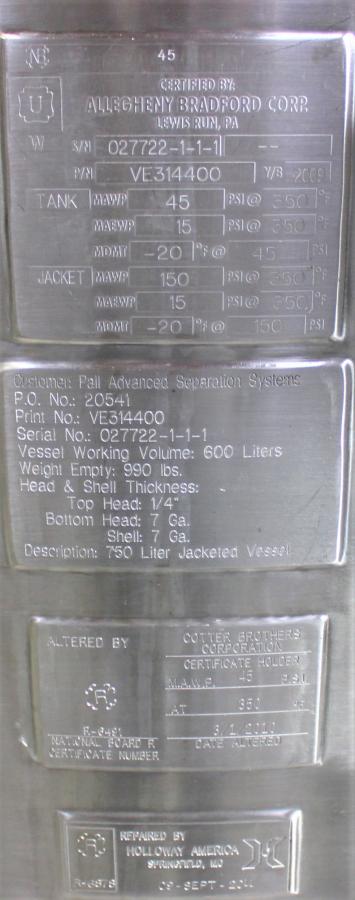 N 45
U
CERTIFIED BY:
ALLEGHENY BRADFORD CORP.
LEWIS RUN, PA
W S/N 027722-1-1-1 --
P/N VE314400 Y/B 2009
TANK MAWP 45 PSI @ 350 °F
MAEWP 15 PSI @ 350 °F
MDMT -20 °F @ 45 PSI
JACKET MAWP 150 PSI @ 350 °F
MAEWP 15 PSI @ 350 °F
MDMT -20 °F @ 150 PSI
Customer: Pall Advanced Separation Systems
P.O. No.: 20541
Print No.: VE314400
Serial No.: 027722-1-1-1
Vessel Working Volume: 600 Liters
Weight Empty: 990 lbs.
Head & Shell Thickness:
Top Head: 1/4"
Bottom Head: 7 Ga.
Shell: 7 Ga.
Description: 750 Liter Jacketed Vessel
ALTERED BY
COTTER BROTHERS
CORPORATION
CERTIFICATE HOLDER
M.A.W.P. 45 P.S.I.
AT 350 °F
R
R-6491
NATIONAL BOARD R
CERTIFICATE NUMBER
3/1/2010
DATE ALTERED
R
REPAIRED BY
HOLLOWAY AMERICA
SPRINGFIELD, MO
H
09-SEPT-2011